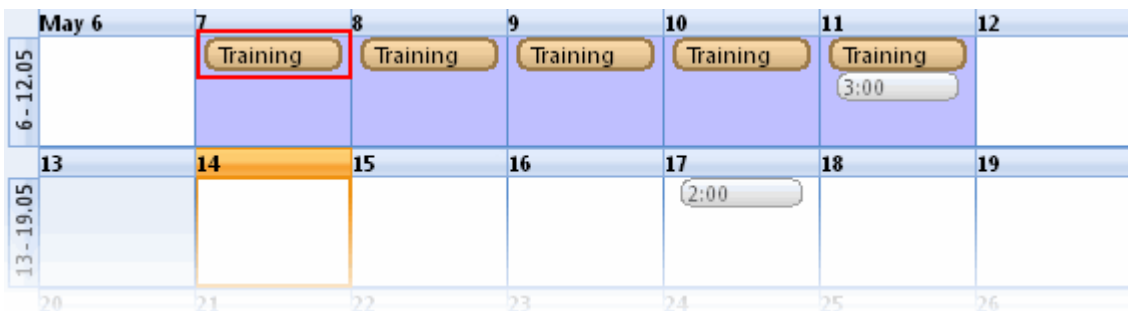 May 6 7 8 9 10 11 12
6 - 12.05
Training Training Training Training Training
3:00
13 14 15 16 17 18 19
13 - 19.05
2:00
20 21 22 23 24 25 26